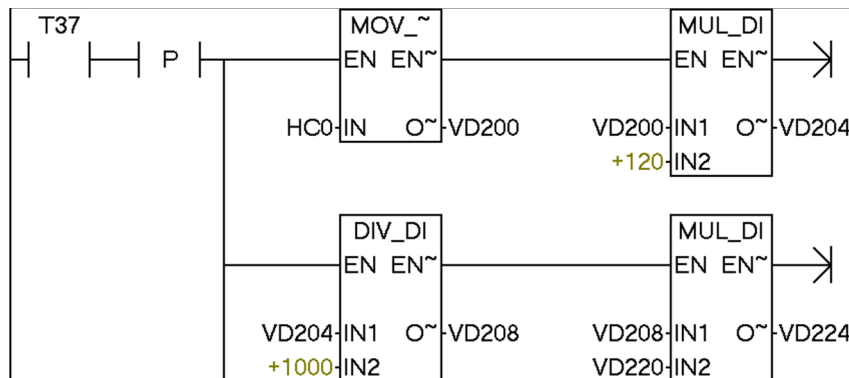 T37
P
MOV_~
EN EN~
HC0 IN O~ VD200
MUL_DI
EN EN~
VD200 IN1 O~ VD204
+120 IN2
DIV_DI
EN EN~
VD204 IN1 O~ VD208
+1000 IN2
MUL_DI
EN EN~
VD208 IN1 O~ VD224
VD220 IN2